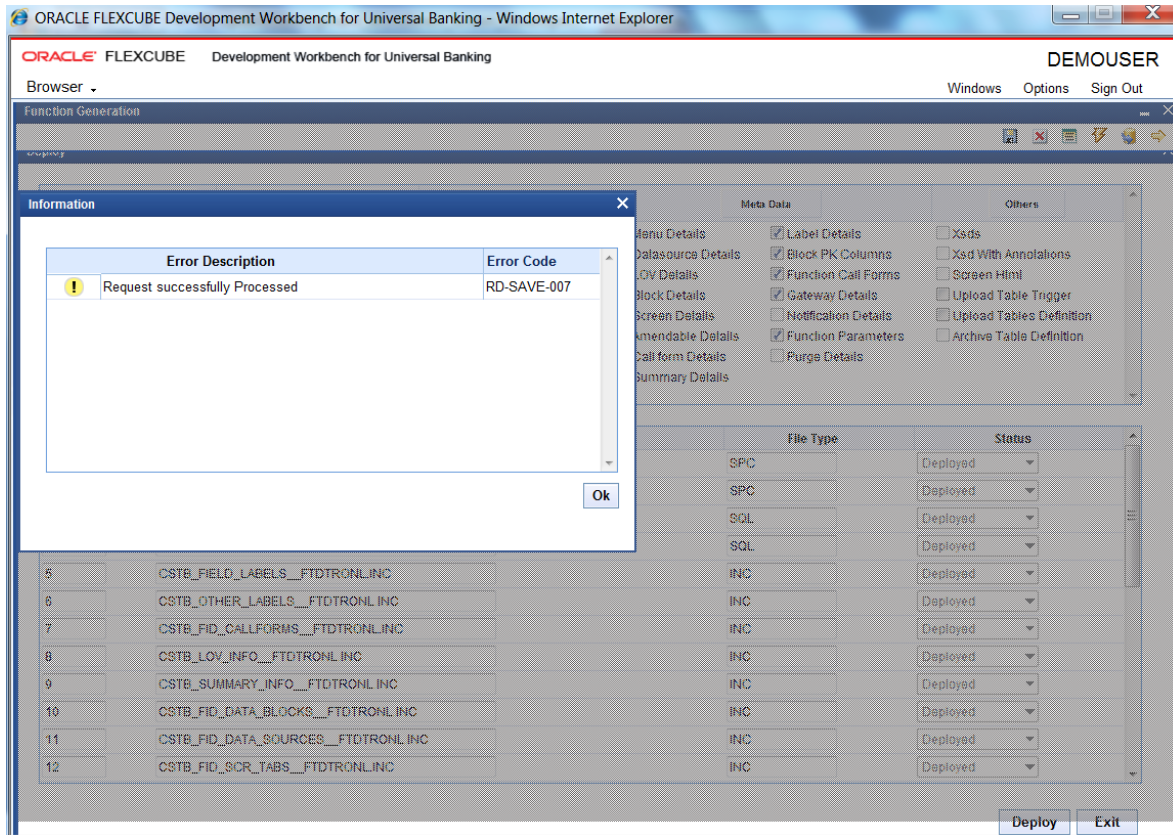 ORACLE FLEXCUBE Development Workbench for Universal Banking - Windows Internet Explorer
ORACLE FLEXCUBE Development Workbench for Universal Banking DEMOUSER
Browser Windows Options Sign Out
Function Generation
Deploy
Information
Meta Data Others
Menu Details Label Details Xsds
Datasource Details Block PK Columns Xsd With Annotations
LOV Details Function Call Forms Screen Html
Block Details Gateway Details Upload Table Trigger
Screen Details Notification Details Upload Tables Definition
Amendable Details Function Parameters Archive Table Definition
Call form Details Purge Details
Summary Details
Error Description Error Code
Request successfully Processed RD-SAVE-007
Ok
File Type Status
SPC Deployed
SPC Deployed
SQL Deployed
SQL Deployed
5 CSTB_FIELD_LABELS__FTDTRONL.INC INC Deployed
6 CSTB_OTHER_LABELS__FTDTRONL.INC INC Deployed
7 CSTB_FID_CALLFORMS__FTDTRONL.INC INC Deployed
8 CSTB_LOV_INFO__FTDTRONL.INC INC Deployed
9 CSTB_SUMMARY_INFO__FTDTRONL.INC INC Deployed
10 CSTB_FID_DATA_BLOCKS__FTDTRONL.INC INC Deployed
11 CSTB_FID_DATA_SOURCES__FTDTRONL.INC INC Deployed
12 CSTB_FID_SCR_TABS__FTDTRONL.INC INC Deployed
Deploy Exit